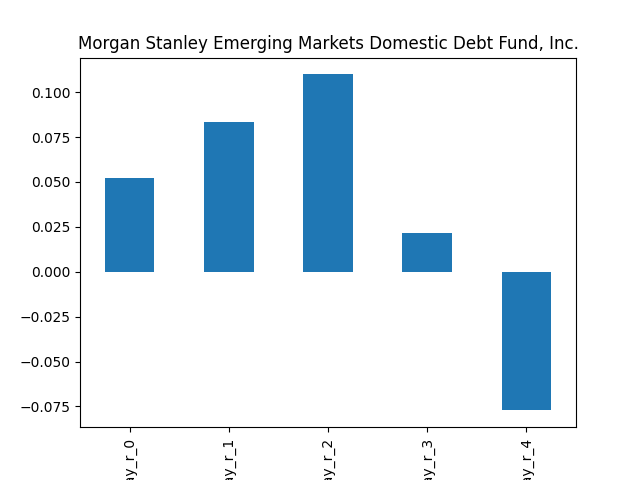 Morgan Stanley Emerging Markets Domestic Debt Fund, Inc.
0.100
0.075
0.050
0.025
0.000
−0.025
−0.050
−0.075
ay_r_0
ay_r_1
ay_r_2
ay_r_3
ay_r_4